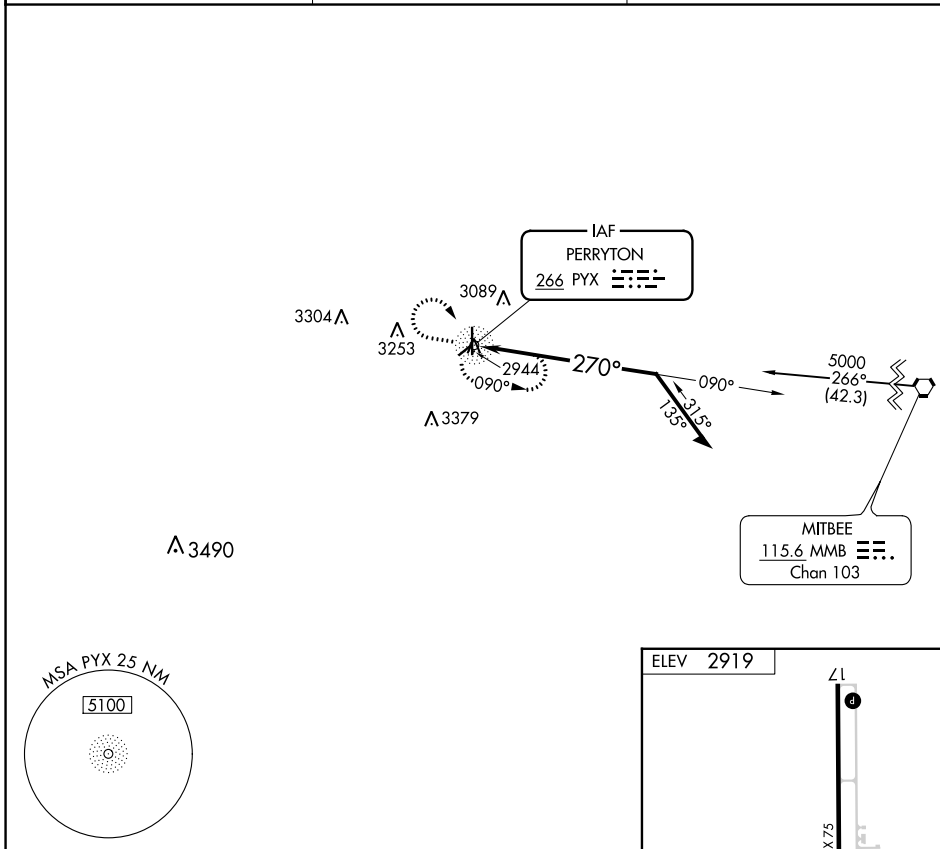 IAF
PERRYTON
266 PYX
3089
3304
3253
2944
270°
090°
090°
5000
266°
(42.3)
315°
135°
3379
MITBEE
115.6 MMB
Chan 103
3490
MSA PYX 25 NM
5100
ELEV 2919
17
P
X 75